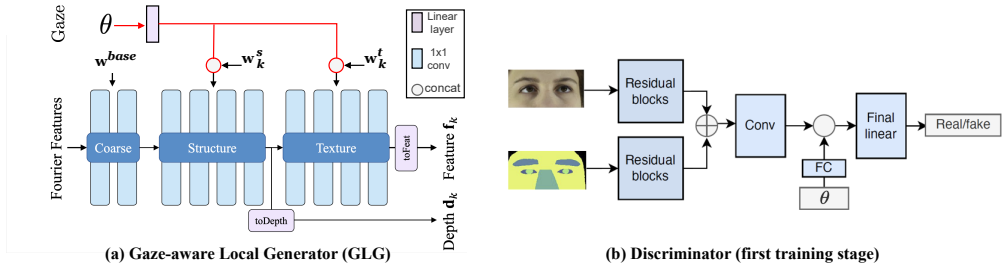 Gaze
θ
Linear
layer
1x1
conv
concat
w^base
w_k^s
w_k^t
Fourier Features
Coarse
Structure
Texture
toFeat
Feature f_k
toDepth
Depth d_k
(a) Gaze-aware Local Generator (GLG)
Residual
blocks
Residual
blocks
Conv
FC
θ
Final
linear
Real/fake
(b) Discriminator (first training stage)